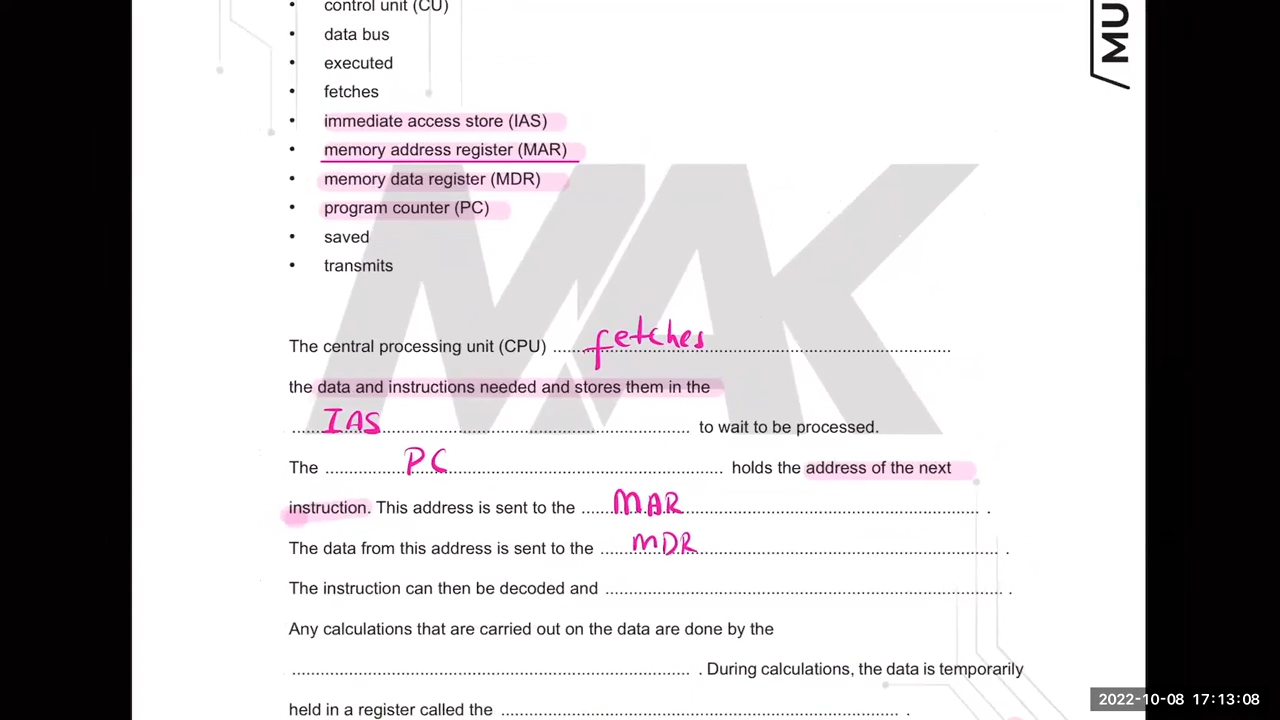 • control unit (CU)
• data bus
• executed
• fetches
• immediate access store (IAS)
• memory address register (MAR)
• memory data register (MDR)
• program counter (PC)
• saved
• transmits
MU
MAK
The central processing unit (CPU) ...... fetches ......
the data and instructions needed and stores them in the
...... IAS ...... to wait to be processed.
The ...... PC ...... holds the address of the next
instruction. This address is sent to the ...... MAR ...... .
The data from this address is sent to the ...... MDR ...... .
The instruction can then be decoded and ...... .
Any calculations that are carried out on the data are done by the
...... . During calculations, the data is temporarily
held in a register called the ...... .
2022-10-08 17:13:08